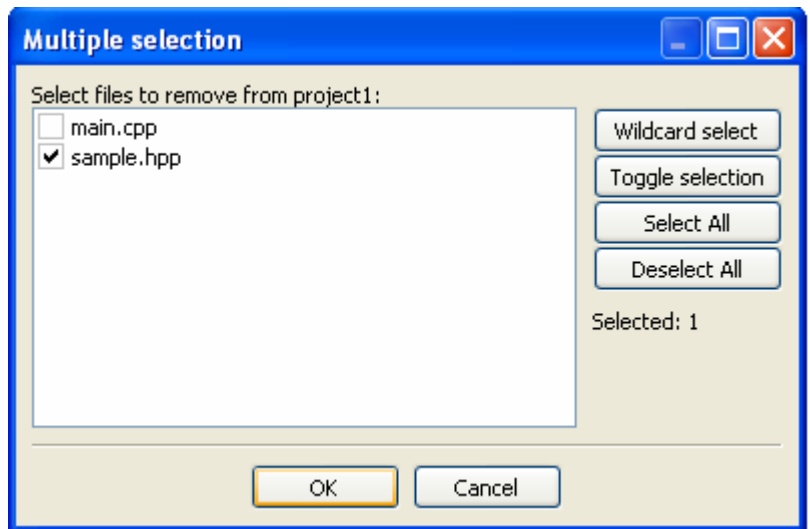 Multiple selection
Select files to remove from project1:
main.cpp
sample.hpp
Wildcard select
Toggle selection
Select All
Deselect All
Selected: 1
OK
Cancel